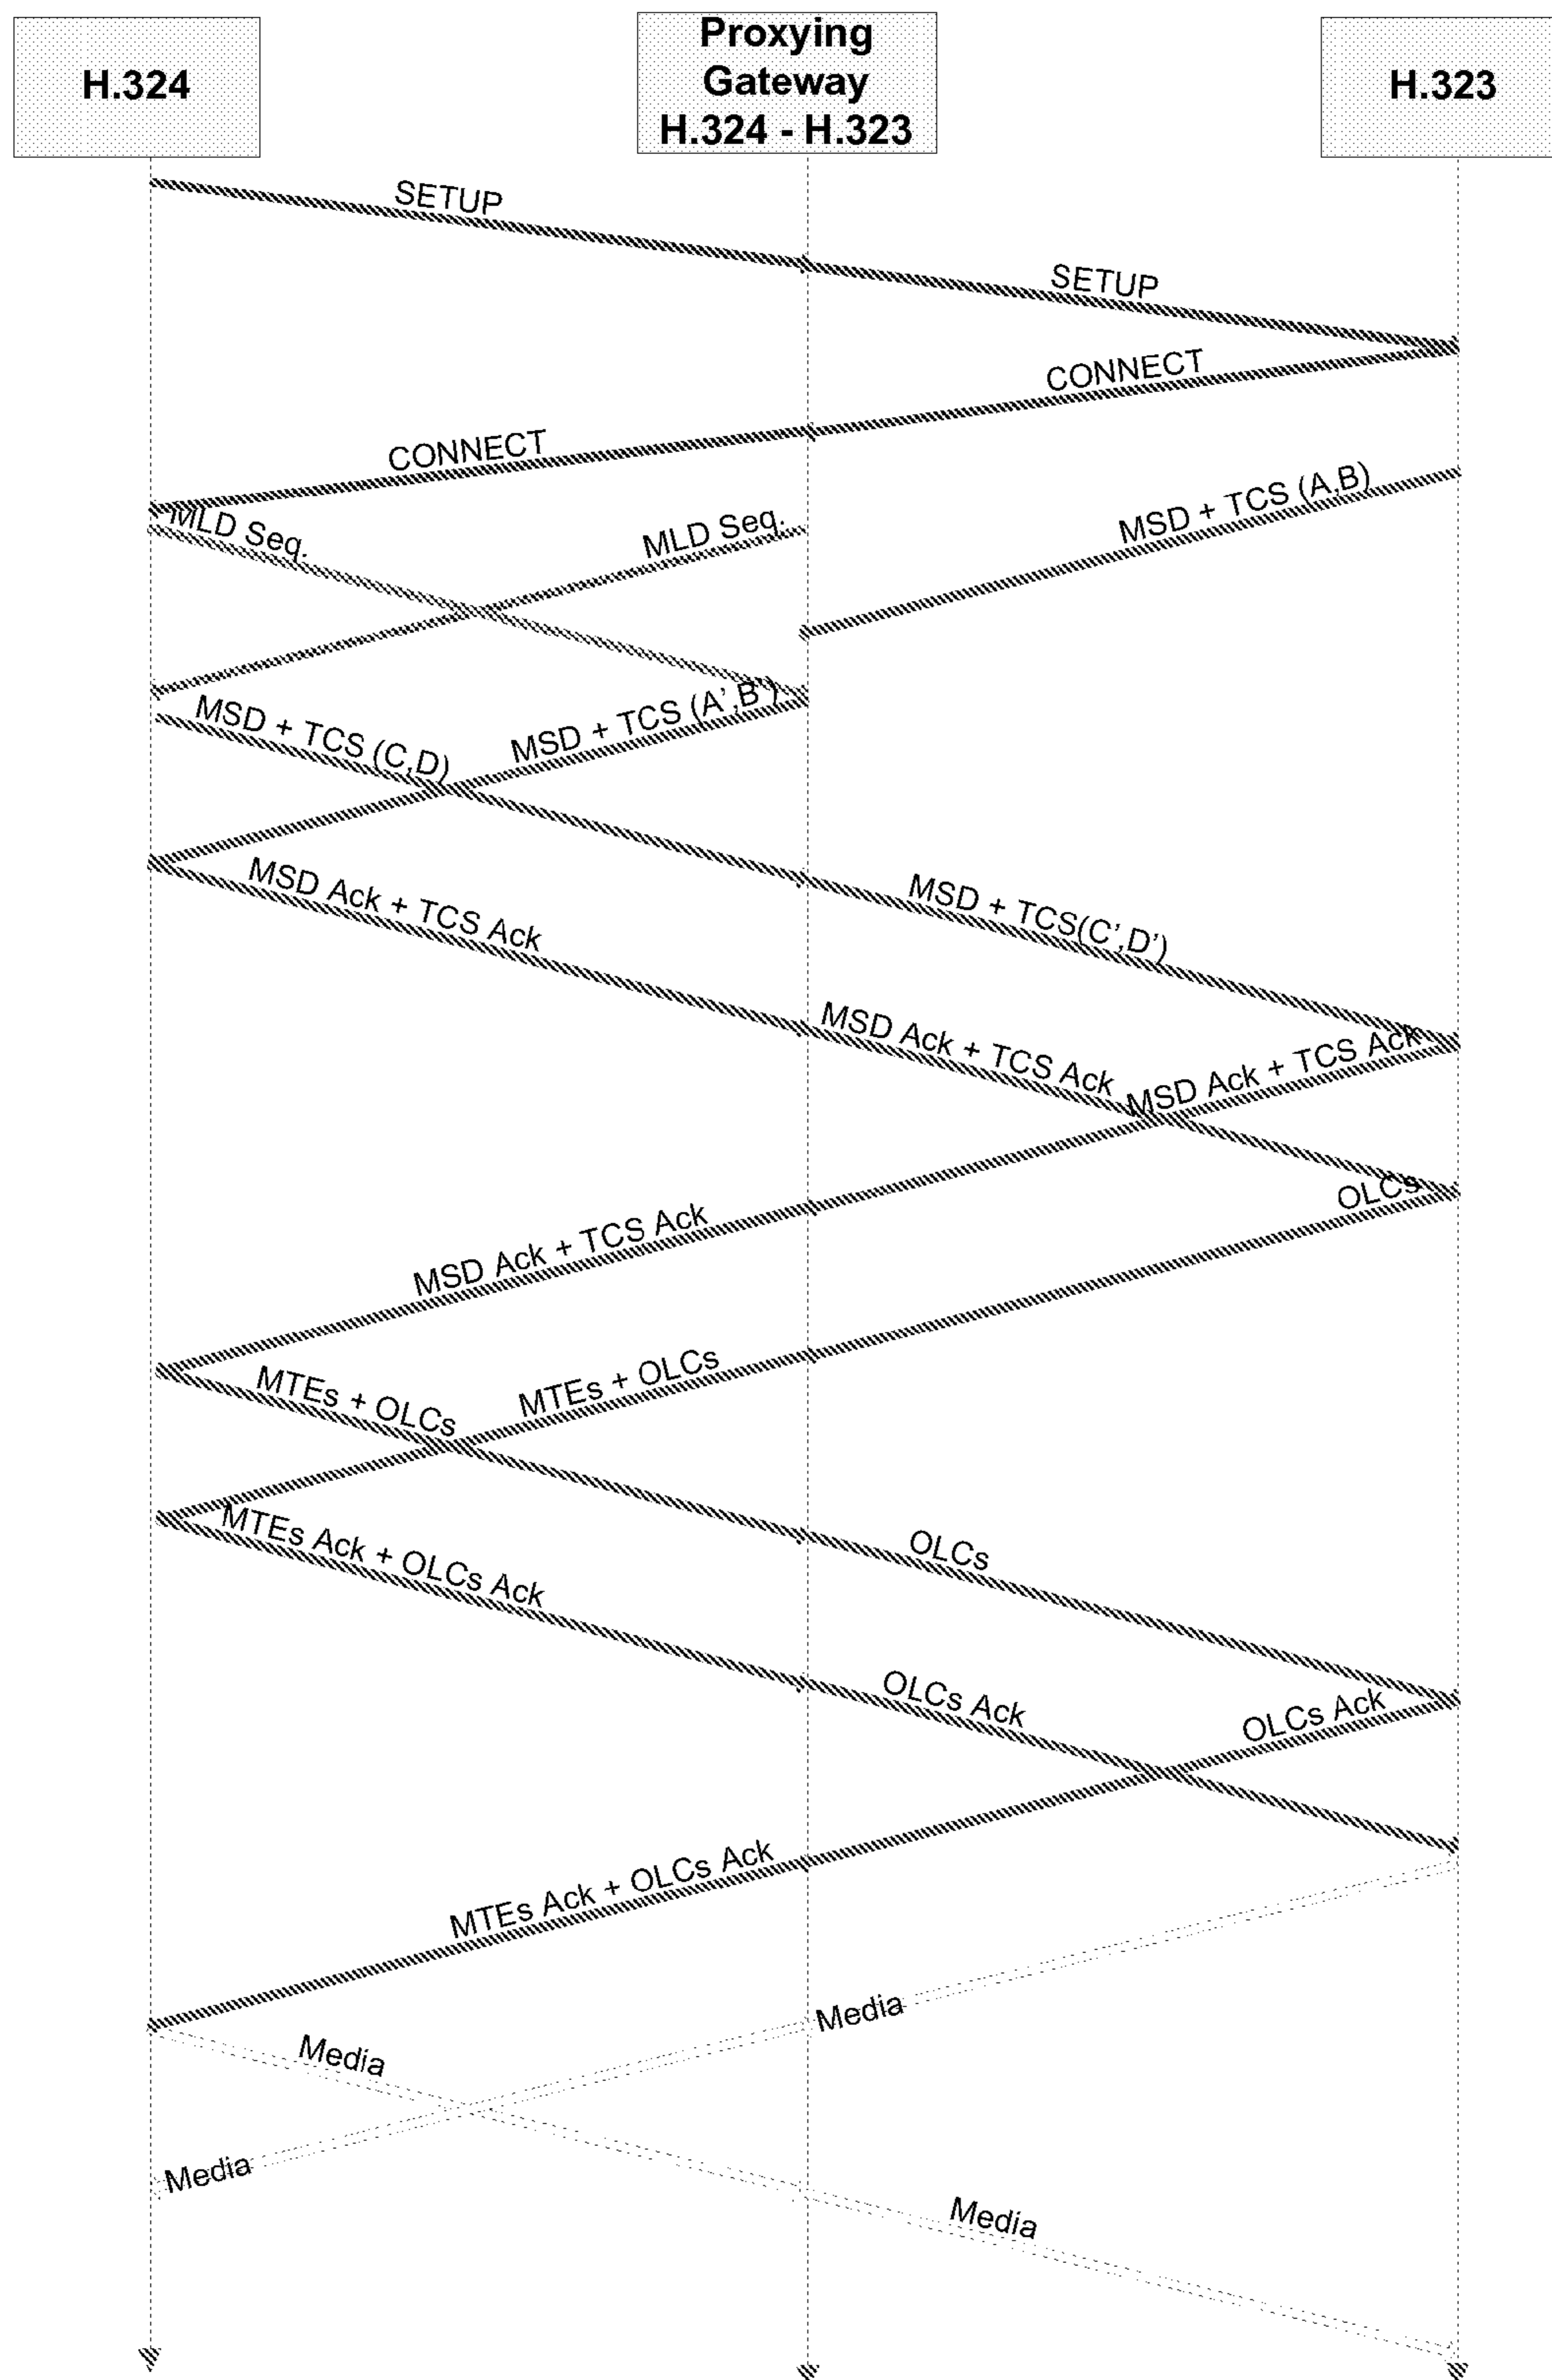 H.324
Proxying
Gateway
H.324 - H.323
H.323
SETUP
SETUP
CONNECT
CONNECT
MSD + TCS (A,B)
MLD Seq.
MLD Seq.
MSD + TCS (A',B')
MSD + TCS (C,D)
MSD Ack + TCS Ack
MSD + TCS(C',D')
MSD Ack + TCS Ack
MSD Ack + TCS Ack
OLCs
MSD Ack + TCS Ack
MTEs + OLCs
MTEs + OLCs
MTEs Ack + OLCs Ack
OLCs
OLCs Ack
OLCs Ack
MTEs Ack + OLCs Ack
Media
Media
Media
Media